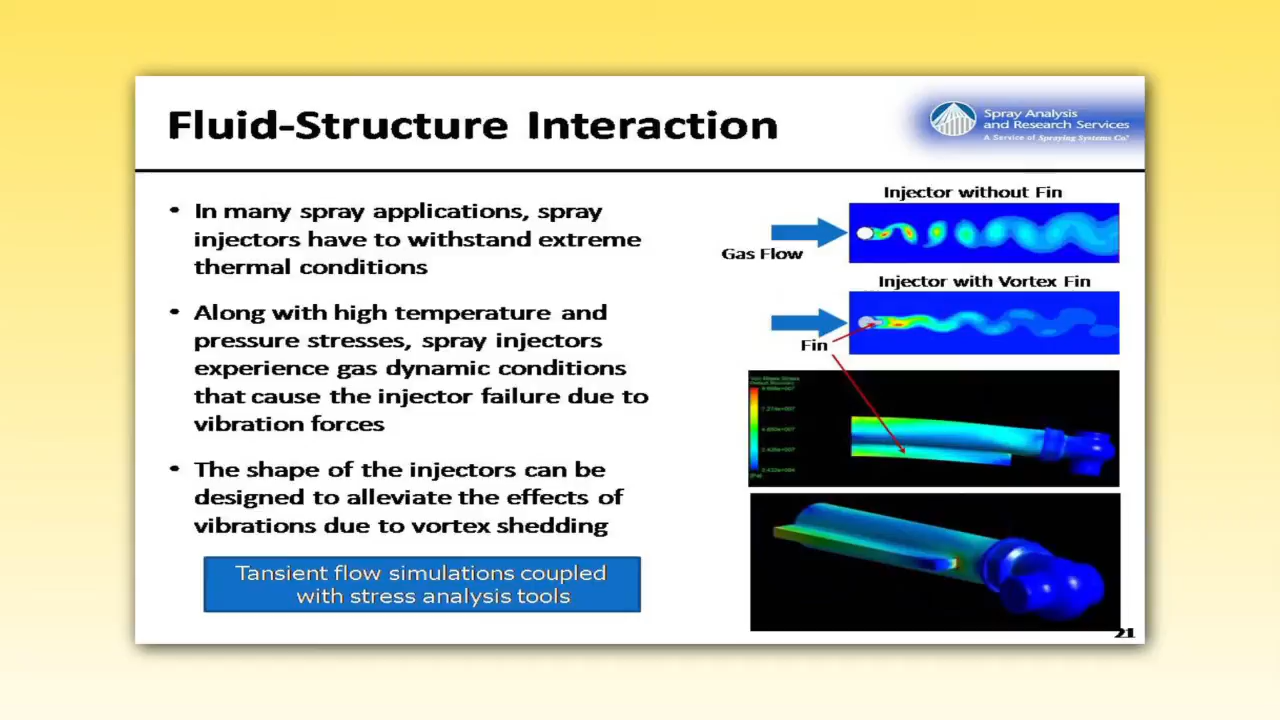 Fluid-Structure Interaction
Spray Analysis
and Research Services
A Service of Spraying Systems Co.®
• In many spray applications, spray
injectors have to withstand extreme
thermal conditions
• Along with high temperature and
pressure stresses, spray injectors
experience gas dynamic conditions
that cause the injector failure due to
vibration forces
• The shape of the injectors can be
designed to alleviate the effects of
vibrations due to vortex shedding
Tansient flow simulations coupled
with stress analysis tools
Injector without Fin
Gas Flow
Injector with Vortex Fin
Fin
21